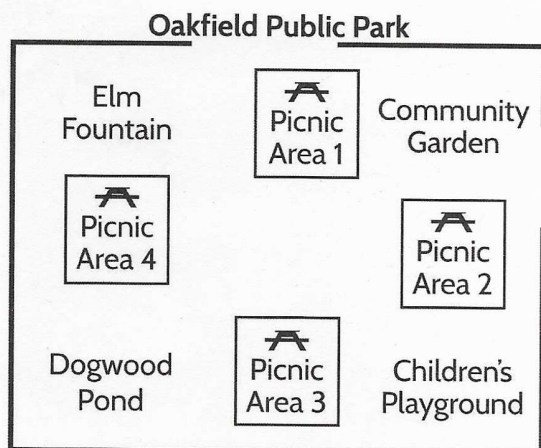 Oakfield Public Park
Elm
Fountain
Picnic
Area 1
Community
Garden
Picnic
Area 4
Picnic
Area 2
Dogwood
Pond
Picnic
Area 3
Children's
Playground